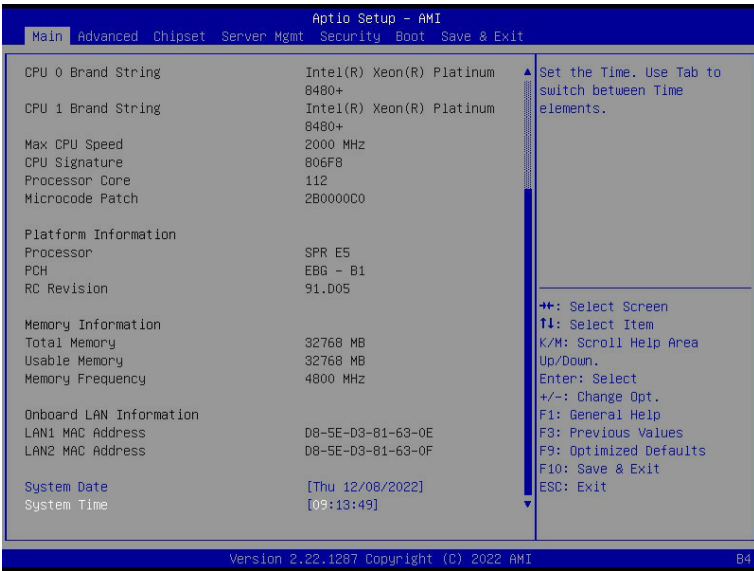 Aptio Setup – AMI
Main Advanced Chipset Server Mgmt Security Boot Save & Exit
CPU 0 Brand String Intel(R) Xeon(R) Platinum
8480+
CPU 1 Brand String Intel(R) Xeon(R) Platinum
8480+
Max CPU Speed 2000 MHz
CPU Signature 806F8
Processor Core 112
Microcode Patch 2B0000C0
Platform Information
Processor SPR E5
PCH EBG – B1
RC Revision 91.D05
Memory Information
Total Memory 32768 MB
Usable Memory 32768 MB
Memory Frequency 4800 MHz
Onboard LAN Information
LAN1 MAC Address D8-5E-D3-81-63-0E
LAN2 MAC Address D8-5E-D3-81-63-0F
System Date [Thu 12/08/2022]
System Time [09:13:49]
Set the Time. Use Tab to
switch between Time
elements.
→←: Select Screen
↑↓: Select Item
K/M: Scroll Help Area
Up/Down.
Enter: Select
+/-: Change Opt.
F1: General Help
F3: Previous Values
F9: Optimized Defaults
F10: Save & Exit
ESC: Exit
Version 2.22.1287 Copyright (C) 2022 AMI
B4